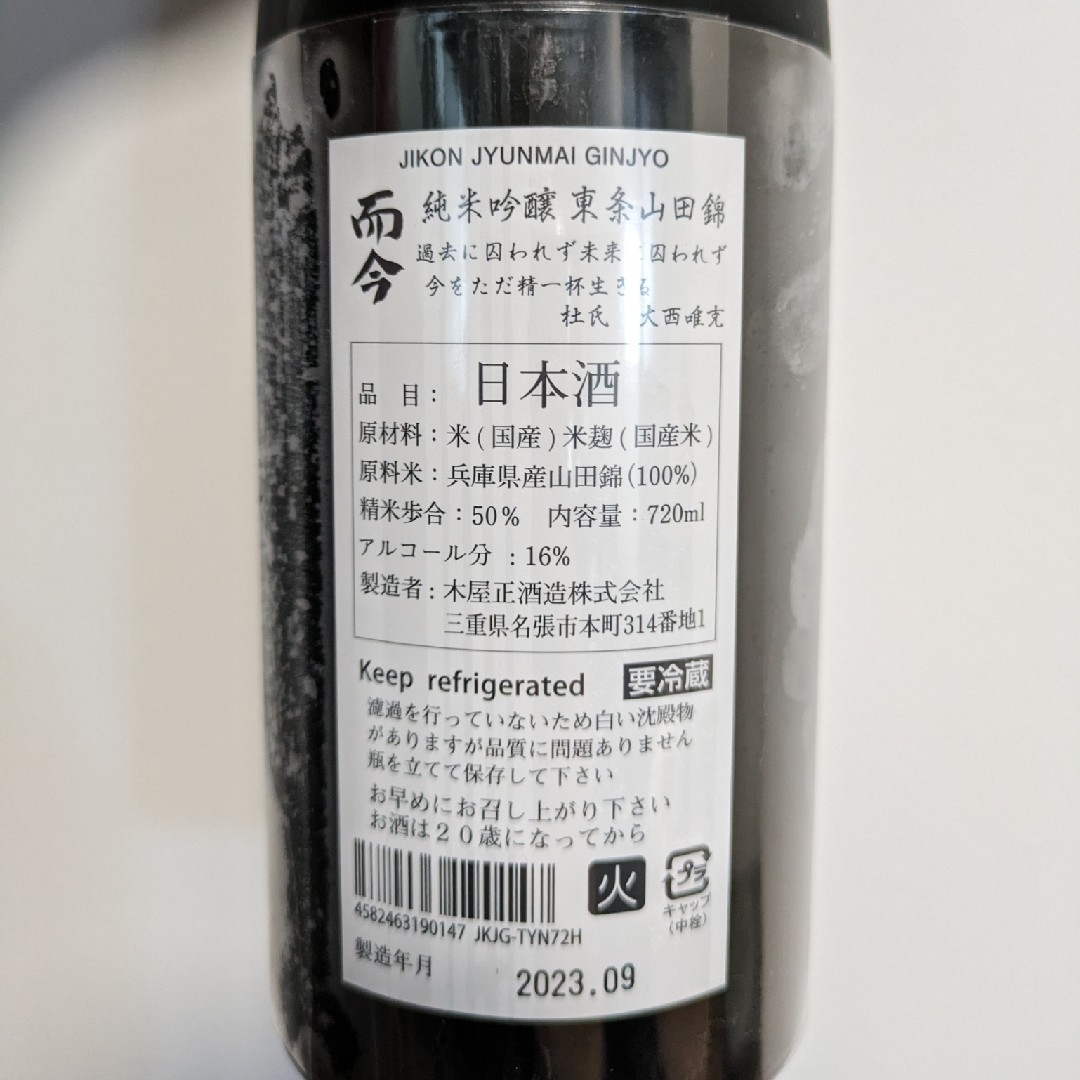 JIKON JYUNMAI GINJYO
而今
純米吟醸 東条山田錦
過去に囚われず未来に囚われず
今をただ精一杯生きる
杜氏 大西唯克
品 目: 日本酒
原材料:米(国産)米麹(国産米)
原料米:兵庫県産山田錦(100%)
精米歩合:50% 内容量:720ml
アルコール分 :16%
製造者:木屋正酒造株式会社
三重県名張市本町314番地1
Keep refrigerated 要冷蔵
濾過を行っていないため白い沈殿物
がありますが品質に問題ありません
瓶を立てて保存して下さい
お早めにお召し上がり下さい
お酒は20歳になってから
火 プラ
キャップ
(中栓)
4582463190147 JKJG-TYN72H
製造年月 2023.09